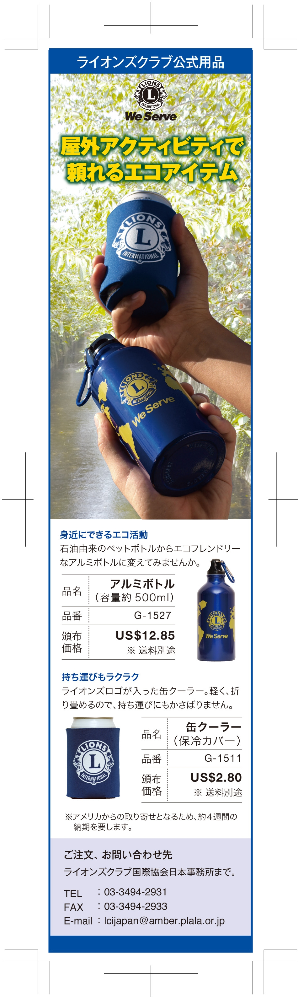 ライオンズクラブ公式用品
LIONS
L
INTERNATIONAL
We Serve
屋外アクティビティで
頼れるエコアイテム
LIONS
L
INTERNATIONAL
LIONS
L
INTERNATIONAL
We Serve
身近にできるエコ活動
石油由来のペットボトルからエコフレンドリー
なアルミボトルに変えてみませんか。
品名 アルミボトル
（容量約 500ml）
品番 G-1527
頒布
価格
US$12.85
※ 送料別途
LIONS
L
INTERNATIONAL
We Serve
持ち運びもラクラク
ライオンズロゴが入った缶クーラー。軽く、折
り畳めるので、持ち運びにもかさばりません。
LIONS
L
INTERNATIONAL
®
品名 缶クーラー
（保冷カバー）
品番 G-1511
頒布
価格
US$2.80
※ 送料別途
※アメリカからの取り寄せとなるため、約４週間の
納期を要します。
ご注文、お問い合わせ先
ライオンズクラブ国際協会日本事務所まで。
TEL ：03-3494-2931
FAX ：03-3494-2933
E-mail ：lcijapan@amber.plala.or.jp